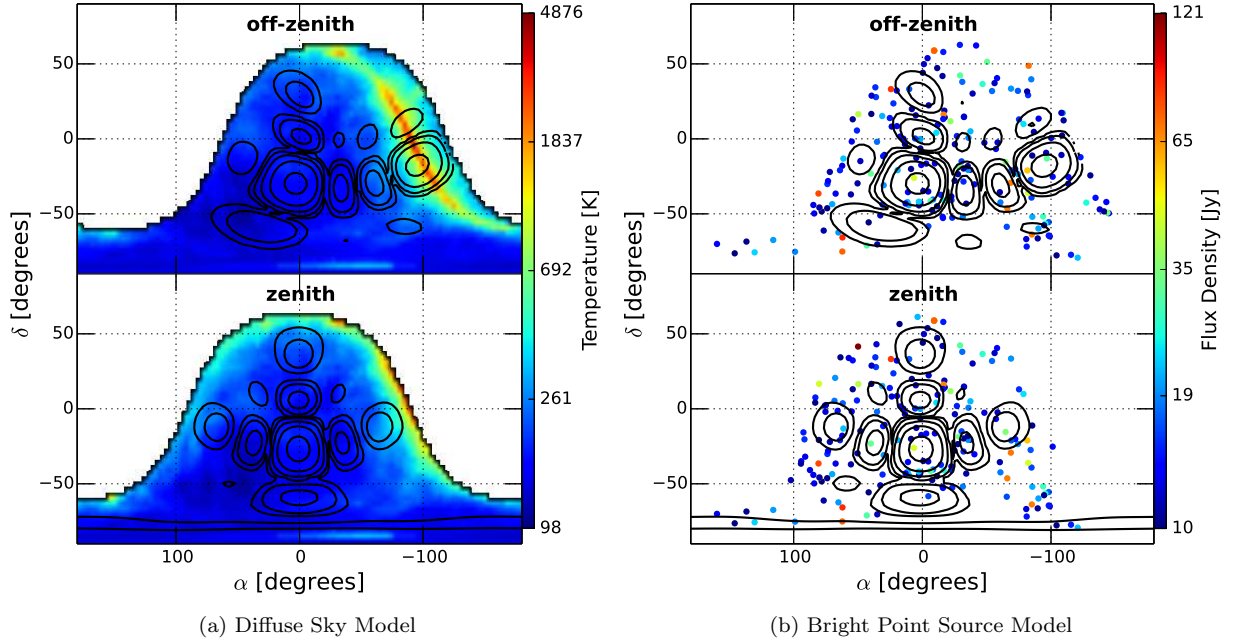 off-zenith
50
0
−50
δ [degrees]
zenith
50
0
−50
δ [degrees]
100
0
−100
α [degrees]
4876
1837
692
261
98
Temperature [K]
(a) Diffuse Sky Model
off-zenith
50
0
−50
δ [degrees]
zenith
50
0
−50
δ [degrees]
100
0
−100
α [degrees]
121
65
35
19
10
Flux Density [Jy]
(b) Bright Point Source Model